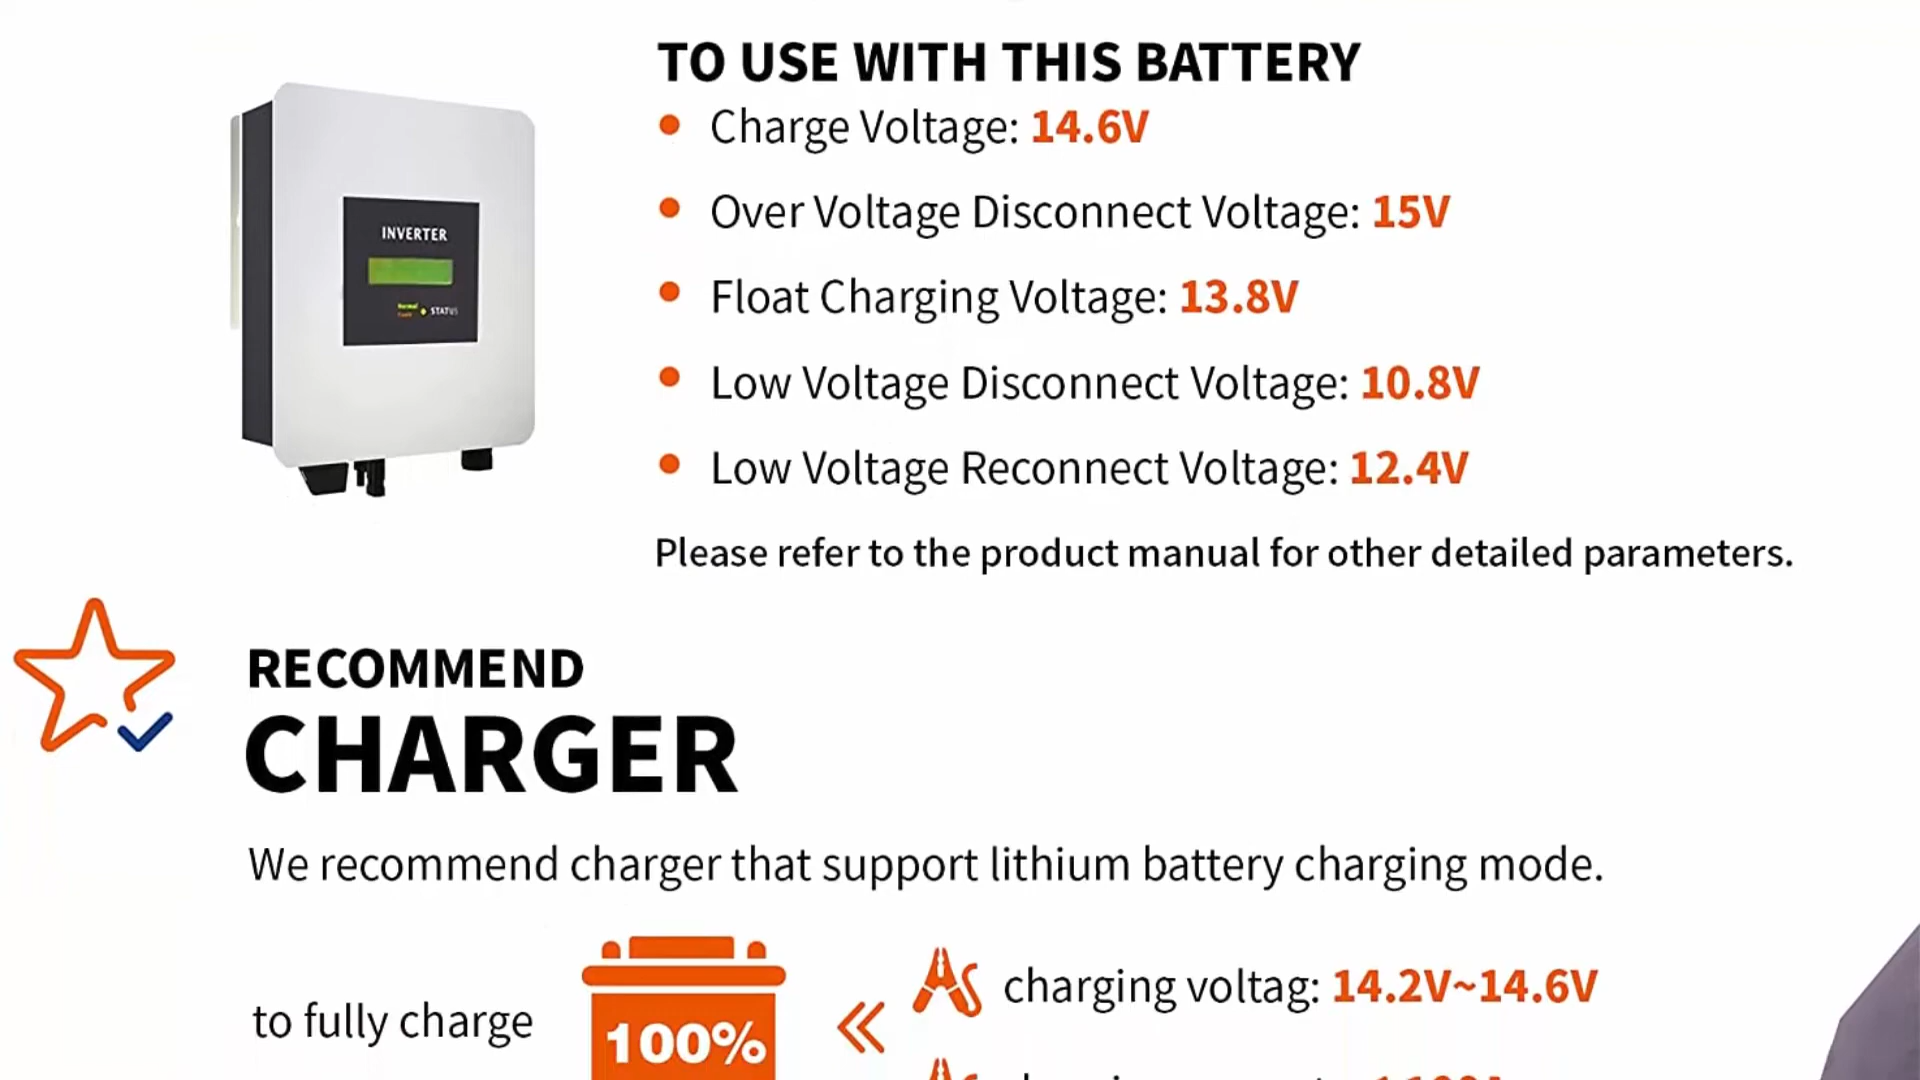 TO USE WITH THIS BATTERY
Charge Voltage: 14.6V
Over Voltage Disconnect Voltage: 15V
Float Charging Voltage: 13.8V
Low Voltage Disconnect Voltage: 10.8V
Low Voltage Reconnect Voltage: 12.4V
Please refer to the product manual for other detailed parameters.
INVERTER
Normal
STATUS
RECOMMEND
CHARGER
We recommend charger that support lithium battery charging mode.
to fully charge
100%
charging voltag: 14.2V~14.6V